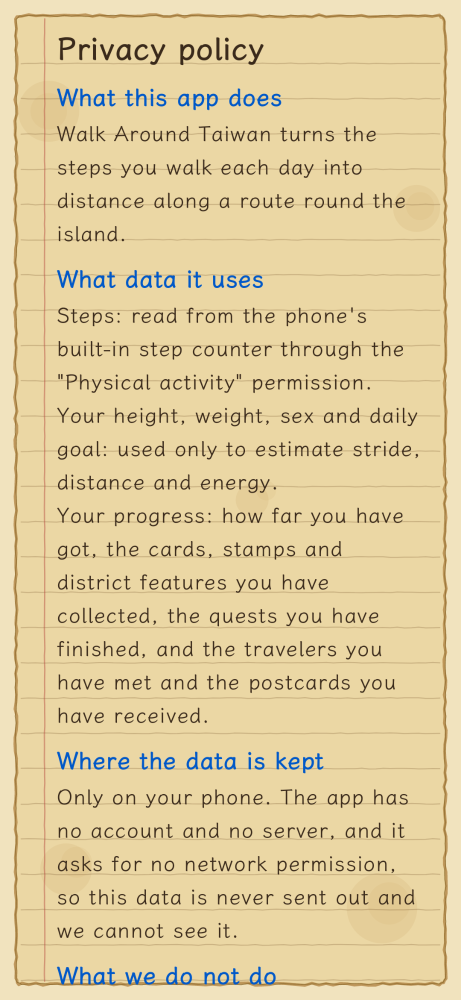 Privacy policy
What this app does
Walk Around Taiwan turns the
steps you walk each day into
distance along a route round the
island.
What data it uses
Steps: read from the phone's
built-in step counter through the
"Physical activity" permission.
Your height, weight, sex and daily
goal: used only to estimate stride,
distance and energy.
Your progress: how far you have
got, the cards, stamps and
district features you have
collected, the quests you have
finished, and the travelers you
have met and the postcards you
have received.
Where the data is kept
Only on your phone. The app has
no account and no server, and it
asks for no network permission,
so this data is never sent out and
we cannot see it.
What we do not do